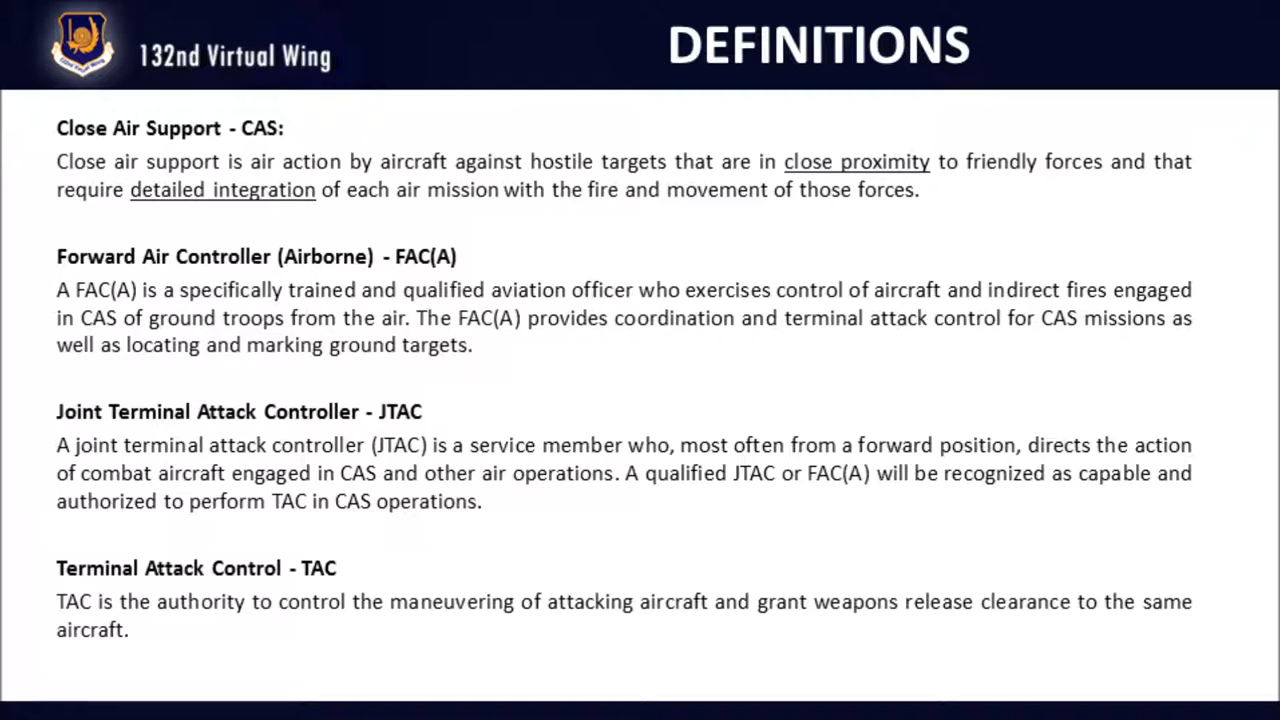 132nd Virtual Wing
DEFINITIONS
Close Air Support - CAS:
Close air support is air action by aircraft against hostile targets that are in close proximity to friendly forces and that
require detailed integration of each air mission with the fire and movement of those forces.
Forward Air Controller (Airborne) - FAC(A)
A FAC(A) is a specifically trained and qualified aviation officer who exercises control of aircraft and indirect fires engaged
in CAS of ground troops from the air. The FAC(A) provides coordination and terminal attack control for CAS missions as
well as locating and marking ground targets.
Joint Terminal Attack Controller - JTAC
A joint terminal attack controller (JTAC) is a service member who, most often from a forward position, directs the action
of combat aircraft engaged in CAS and other air operations. A qualified JTAC or FAC(A) will be recognized as capable and
authorized to perform TAC in CAS operations.
Terminal Attack Control - TAC
TAC is the authority to control the maneuvering of attacking aircraft and grant weapons release clearance to the same
aircraft.